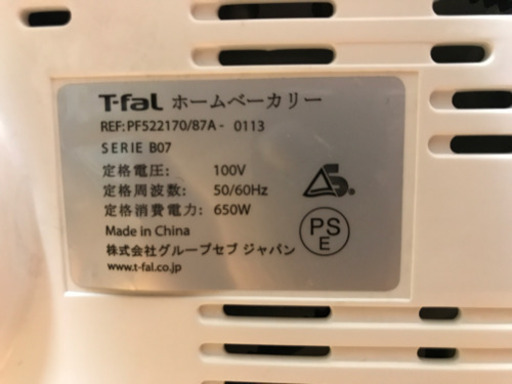 T-faL ホームベーカリー
REF: PF522170/87A - 0113
SERIE B07
定格電圧: 100V
定格周波数: 50/60Hz
定格消費電力: 650W
Made in China
株式会社グループセブ ジャパン
www.t-fal.co.jp
S.
PS
E